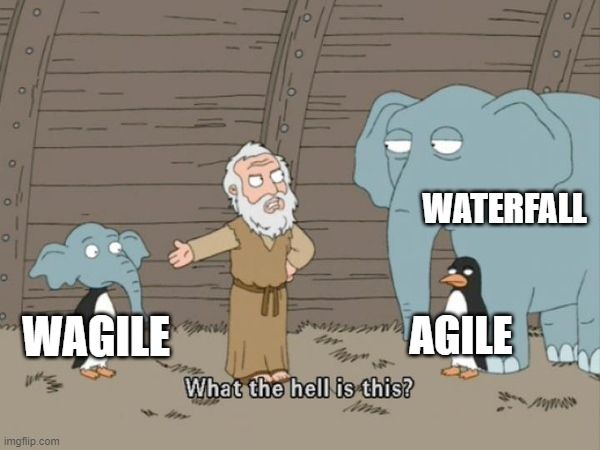 WATERFALL
WAGILE
AGILE
What the hell is this?
imgflip.com